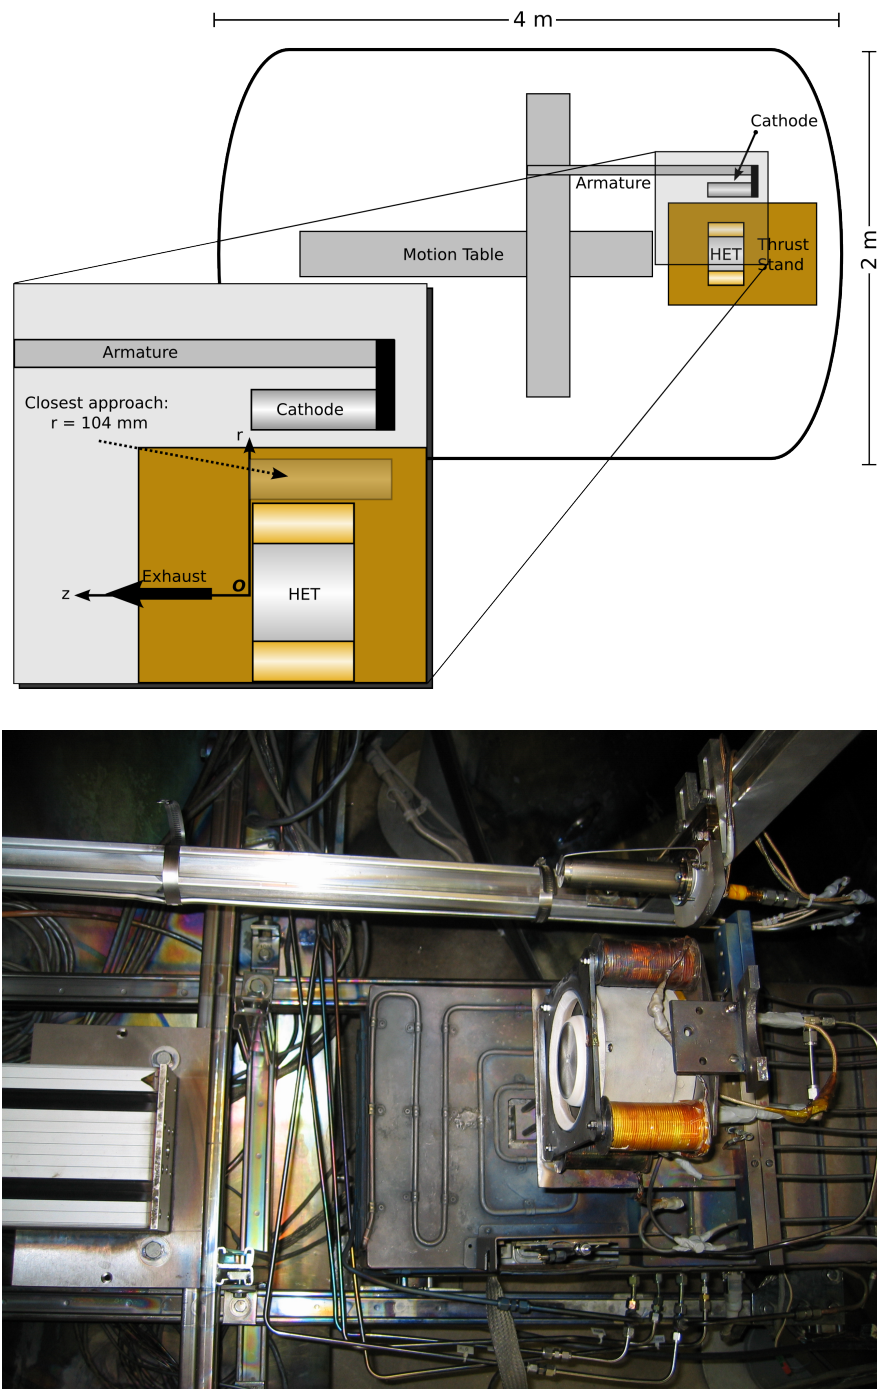 4 m
Cathode
Armature
2 m
Motion Table
HET
Thrust
Stand
Armature
Closest approach:
r = 104 mm
Cathode
r
Exhaust
O
z
HET